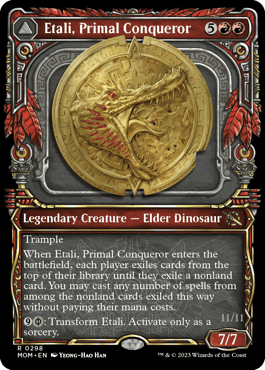 Etali, Primal Conqueror 5
Legendary Creature — Elder Dinosaur
Trample
When Etali, Primal Conqueror enters the
battlefield, each player exiles cards from the
top of their library until they exile a nonland
card. You may cast any number of spells from
among the nonland cards exiled this way
without paying their mana costs.
9 : Transform Etali. Activate only as a
sorcery.
11/11
7/7
R 0298
MOM • EN Yeong-Hao Han
™ & © 2023 Wizards of the Coast